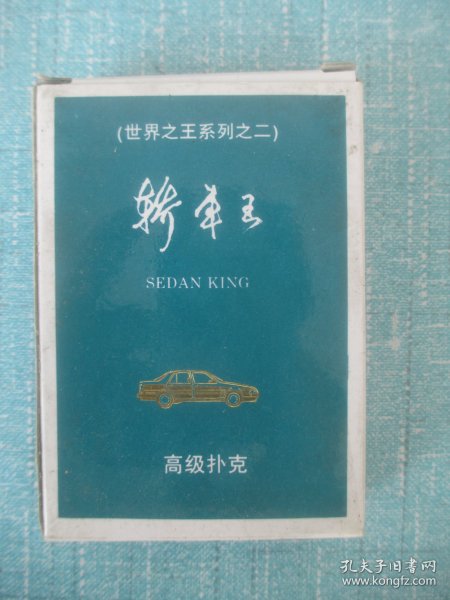 (世界之王系列之二)
轿车王
SEDAN KING
高级扑克
孔夫子旧书网
www.kongfz.com